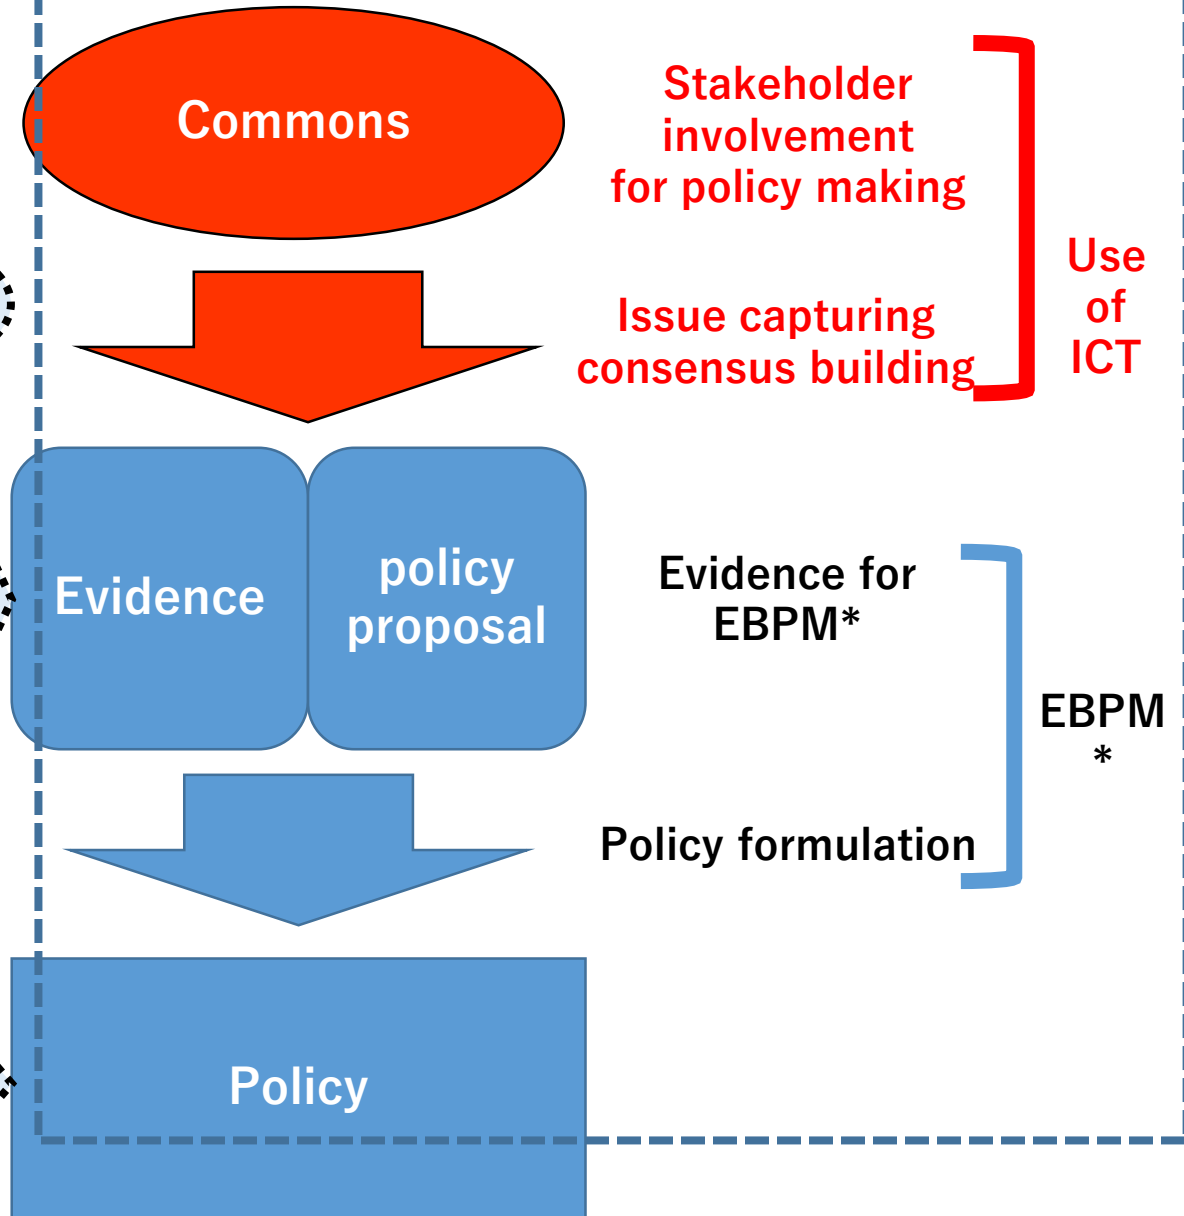 Commons
Stakeholder
involvement
for policy making
Issue capturing
consensus building
Use
of
ICT
Evidence
policy
proposal
Evidence for
EBPM*
Policy formulation
EBPM
*
Policy